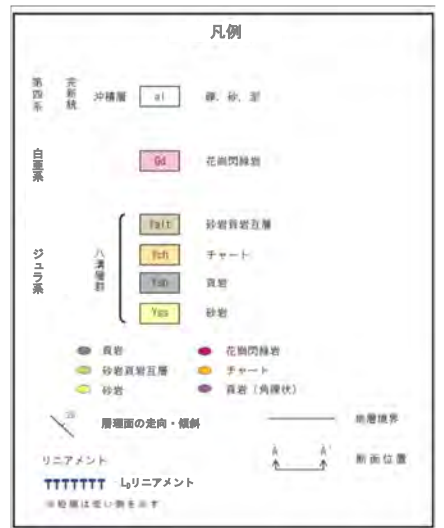 凡例
第四系 完新統 沖積層 al 礫、砂、泥
白亜系 Gd 花崗閃緑岩
ジュラ系 八溝層群
Yalt 砂岩頁岩互層
Ych チャート
Ysh 頁岩
Yss 砂岩
頁岩 花崗閃緑岩
砂岩頁岩互層 チャート
砂岩 頁岩（角礫状）
層理面の走向・傾斜 地層境界
リニアメント A A' 断面位置
LDリニアメント
※短線は低い側を示す